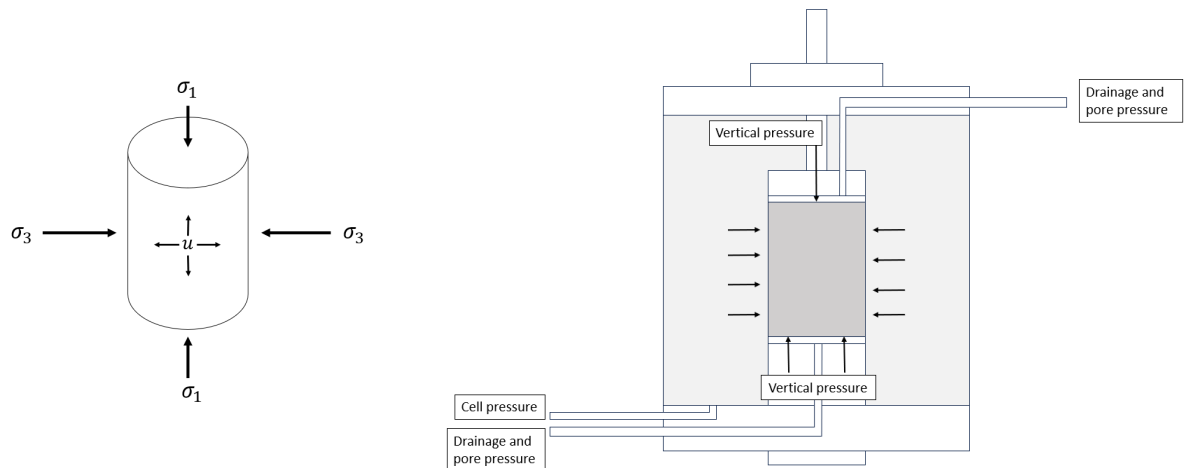 σ1
σ3
u
σ3
σ1
Drainage and
pore pressure
Vertical pressure
Vertical pressure
Cell pressure
Drainage and
pore pressure